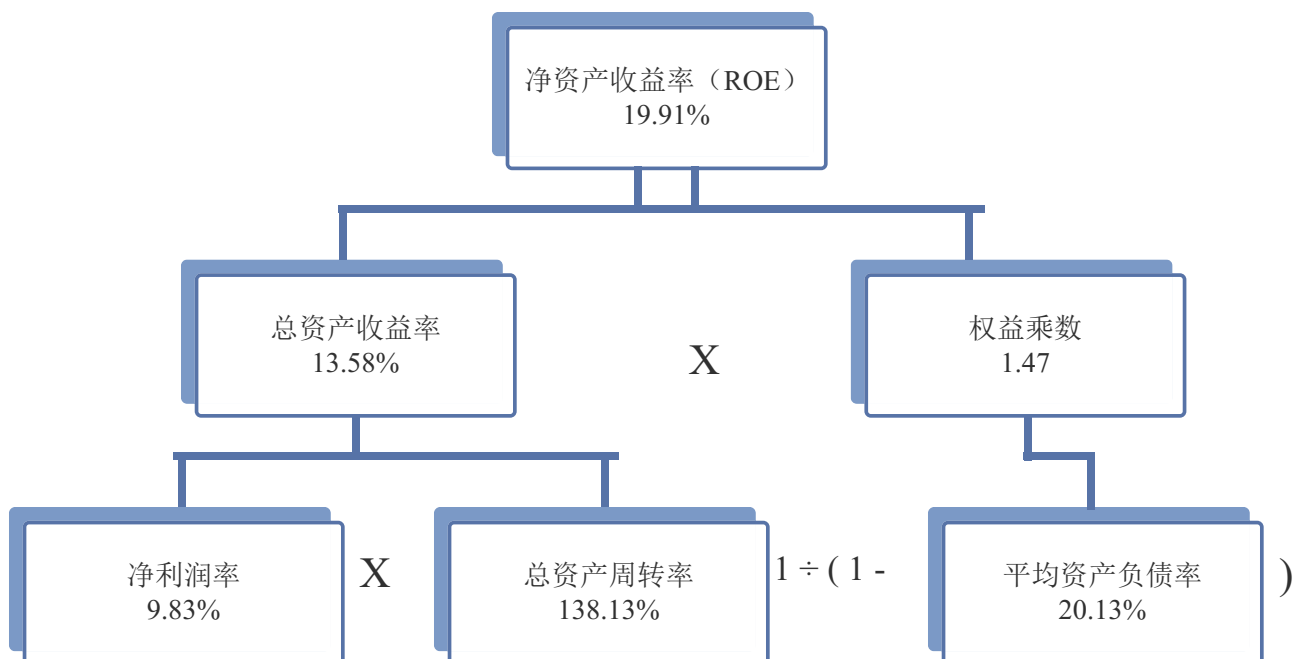 净资产收益率（ROE）
19.91%
总资产收益率
13.58%
X
权益乘数
1.47
净利润率
9.83%
X
总资产周转率
138.13%
1 ÷ ( 1 -
平均资产负债率
20.13%
)